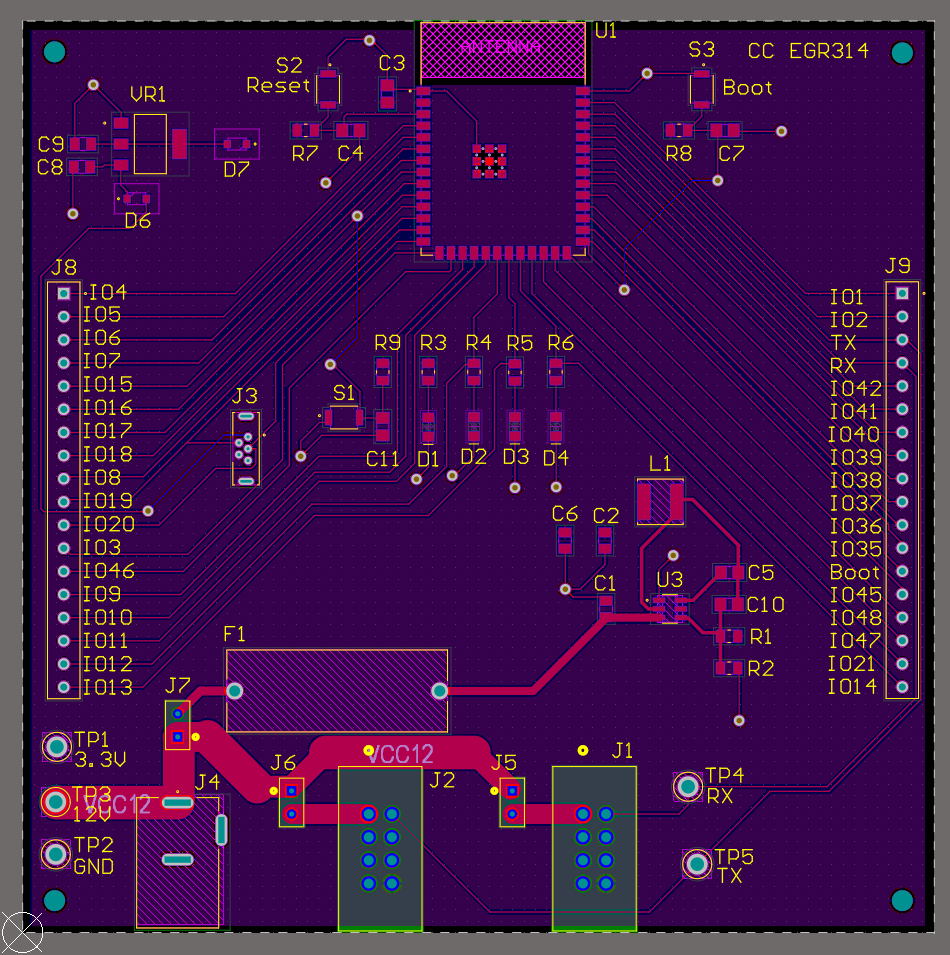 U1
ANTENNA
S3
CC EGR314
S2
Reset
C3
Boot
VR1
C9
C8
D7
D6
R7
C4
R8
C7
J8
J9
IO4
IO5
IO6
IO7
IO15
IO16
IO17
IO18
IO8
IO19
IO20
IO3
IO46
IO9
IO10
IO11
IO12
IO13
IO1
IO2
TX
RX
IO42
IO41
IO40
IO39
IO38
IO37
IO36
IO35
Boot
IO45
IO48
IO47
IO21
IO14
R9
R3
R4
R5
R6
J3
S1
C11
D1
D2
D3
D4
L1
C6
C2
C1
U3
C5
C10
R1
R2
F1
J7
TP1
3.3V
TP3
12V
VCC12
J4
TP2
GND
J6
VCC12
J2
J5
J1
TP4
RX
TP5
TX